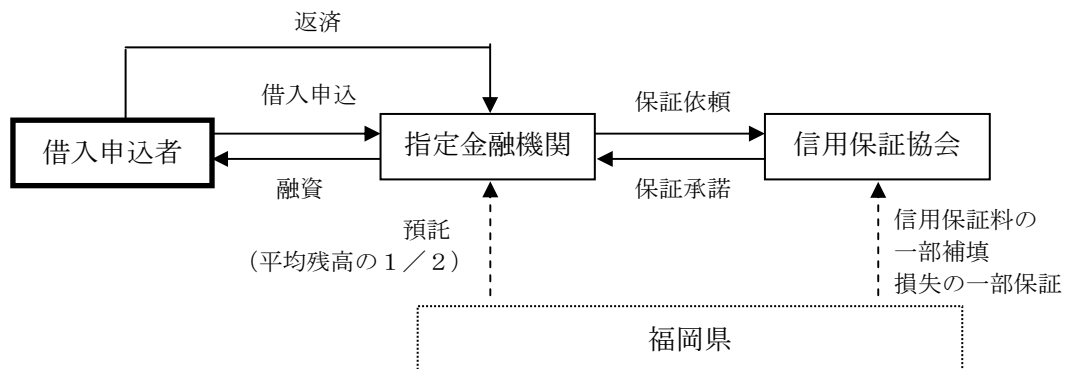 返済
借入申込
保証依頼
借入申込者
指定金融機関
信用保証協会
融資
保証承諾
預託
（平均残高の１／２）
信用保証料の
一部補填
損失の一部保証
福岡県